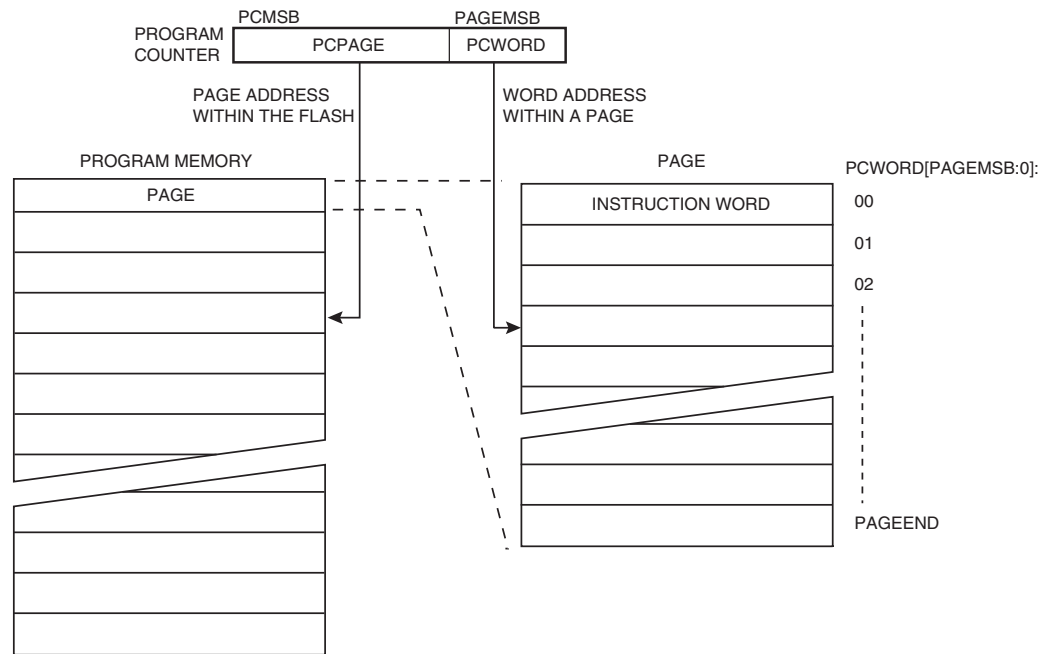 PCMSB
PAGEMSB
PROGRAM
COUNTER
PCPAGE
PCWORD
PAGE ADDRESS
WITHIN THE FLASH
WORD ADDRESS
WITHIN A PAGE
PROGRAM MEMORY
PAGE
PAGE
PCWORD[PAGEMSB:0]:
INSTRUCTION WORD
00
01
02
PAGEEND